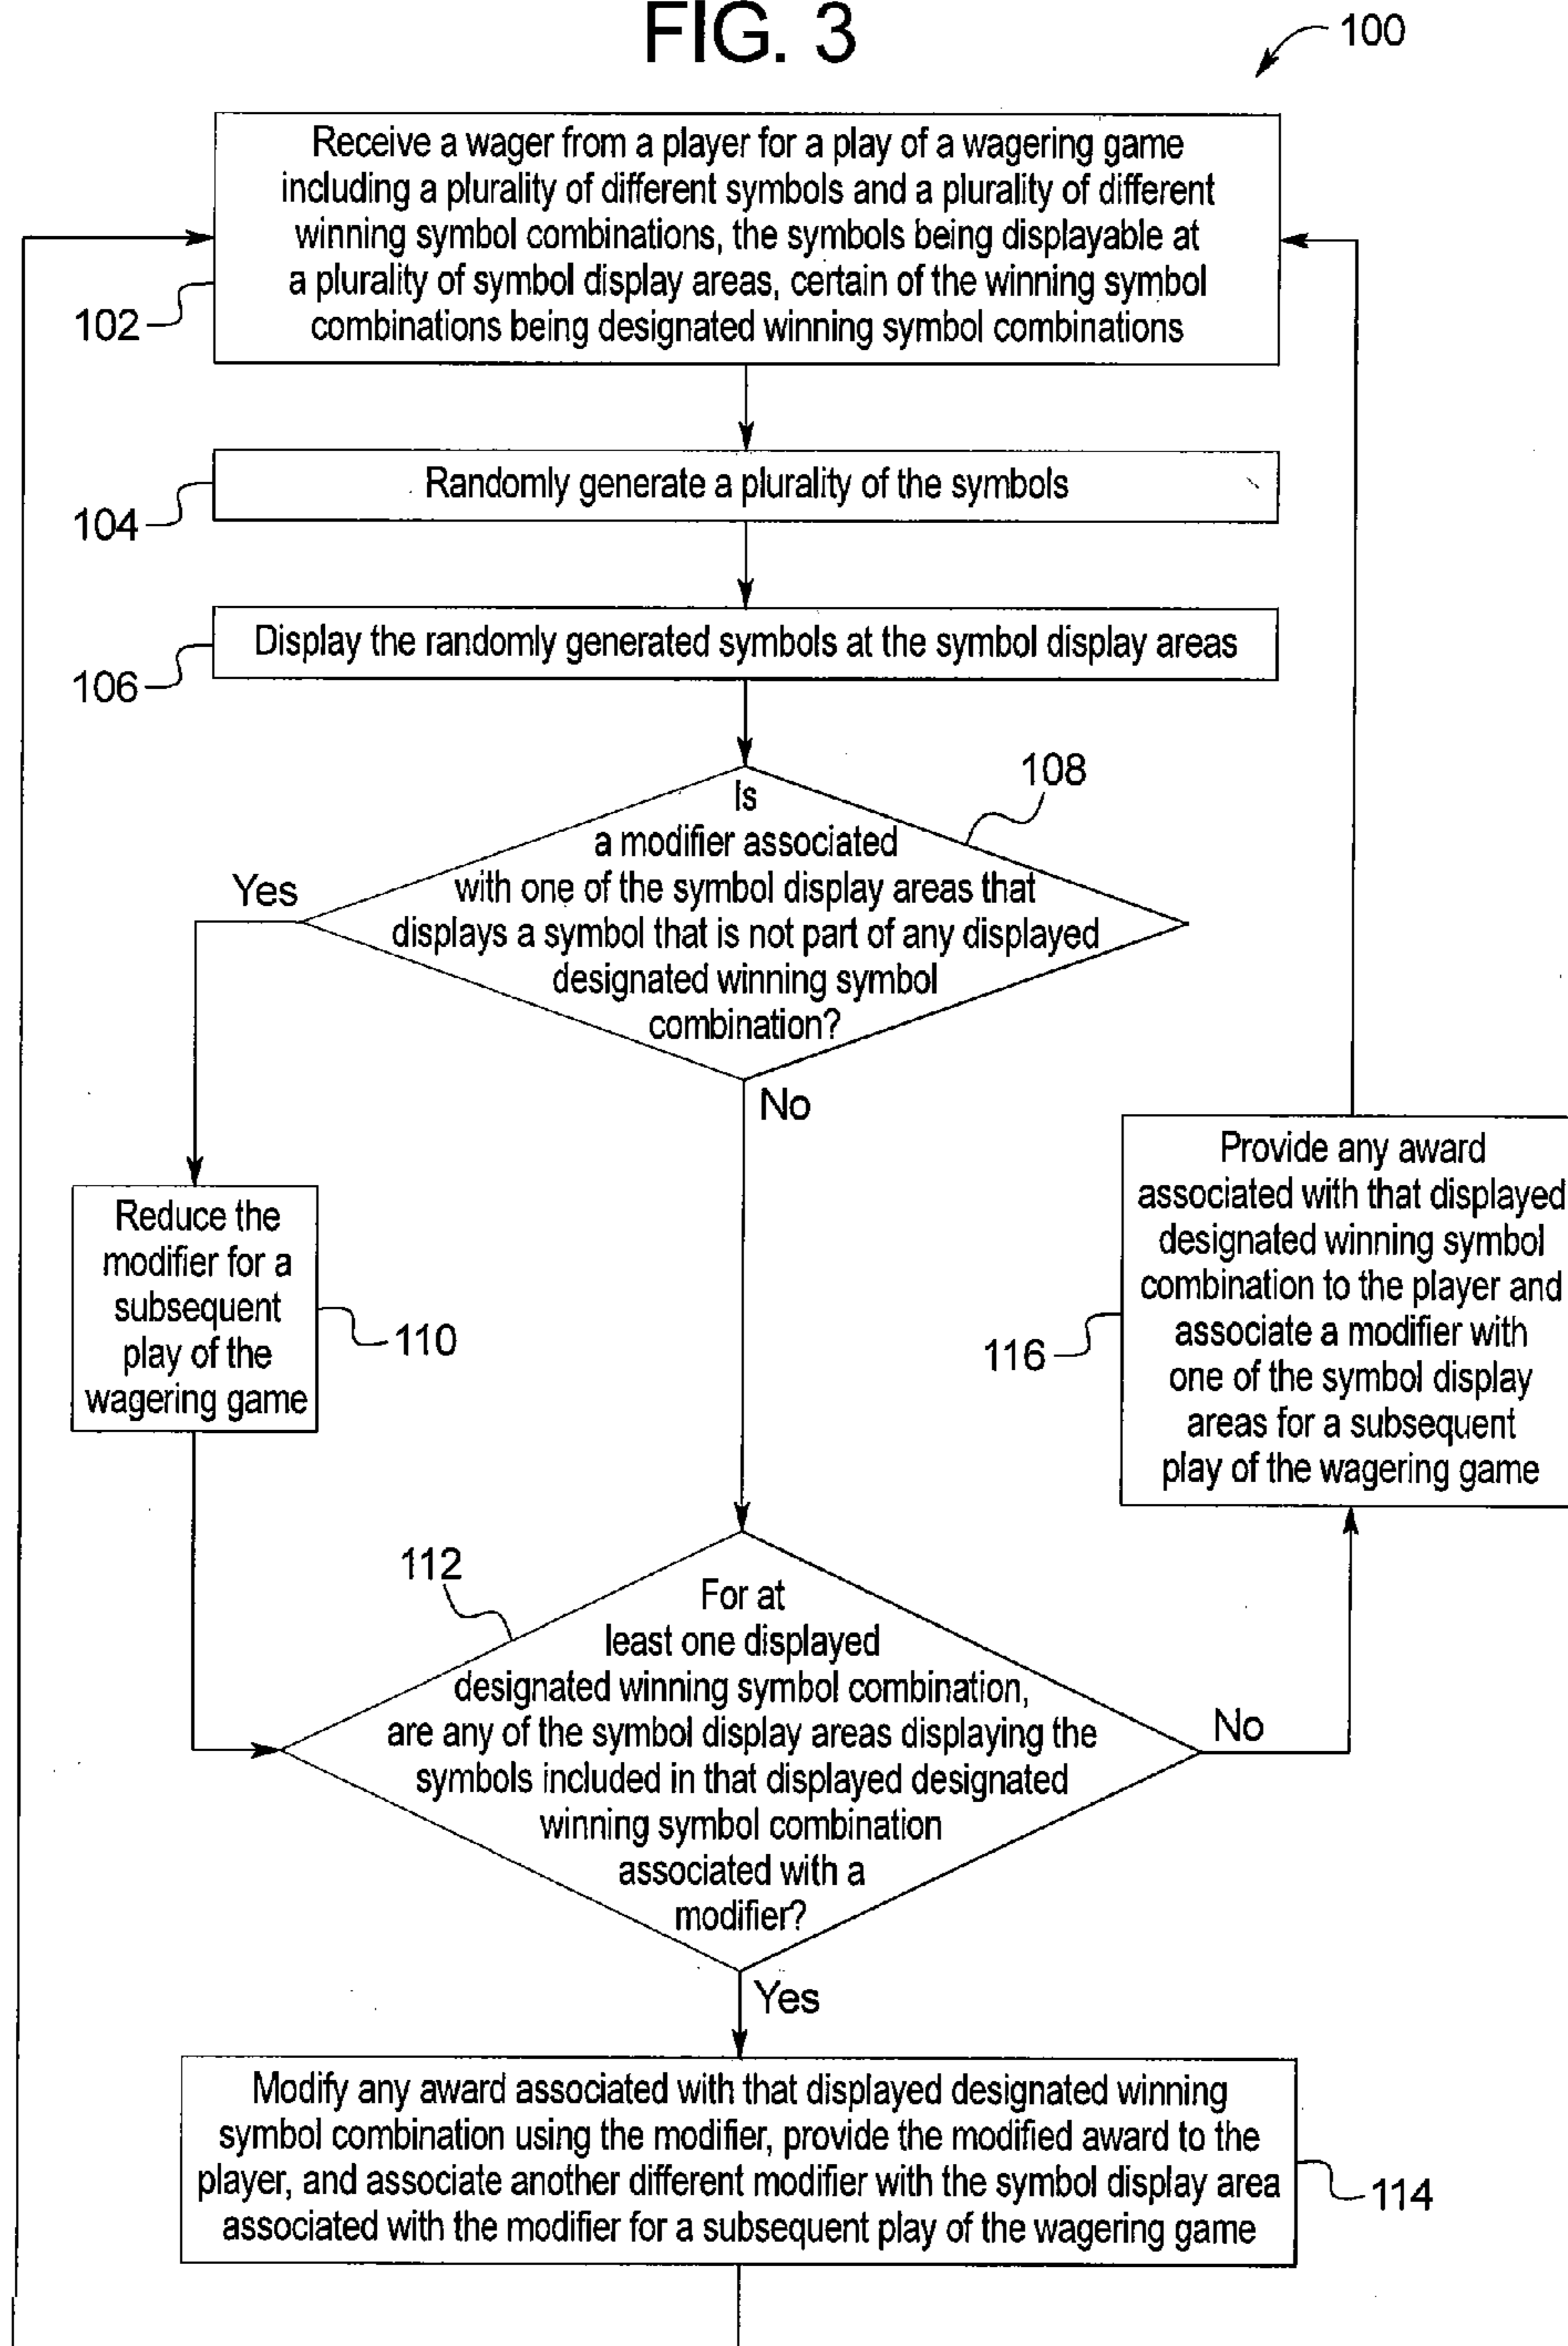 FIG. 3
100
Receive a wager from a player for a play of a wagering game
including a plurality of different symbols and a plurality of different
winning symbol combinations, the symbols being displayable at
a plurality of symbol display areas, certain of the winning symbol
combinations being designated winning symbol combinations
102
Randomly generate a plurality of the symbols
104
Display the randomly generated symbols at the symbol display areas
106
108
Is
a modifier associated
with one of the symbol display areas that
displays a symbol that is not part of any displayed
designated winning symbol
combination?
Yes
No
Reduce the
modifier for a
subsequent
play of the
wagering game
110
Provide any award
associated with that displayed
designated winning symbol
combination to the player and
associate a modifier with
one of the symbol display
areas for a subsequent
play of the wagering game
116
112
For at
least one displayed
designated winning symbol combination,
are any of the symbol display areas displaying the
symbols included in that displayed designated
winning symbol combination
associated with a
modifier?
No
Yes
Modify any award associated with that displayed designated winning
symbol combination using the modifier, provide the modified award to the
player, and associate another different modifier with the symbol display area
associated with the modifier for a subsequent play of the wagering game
114